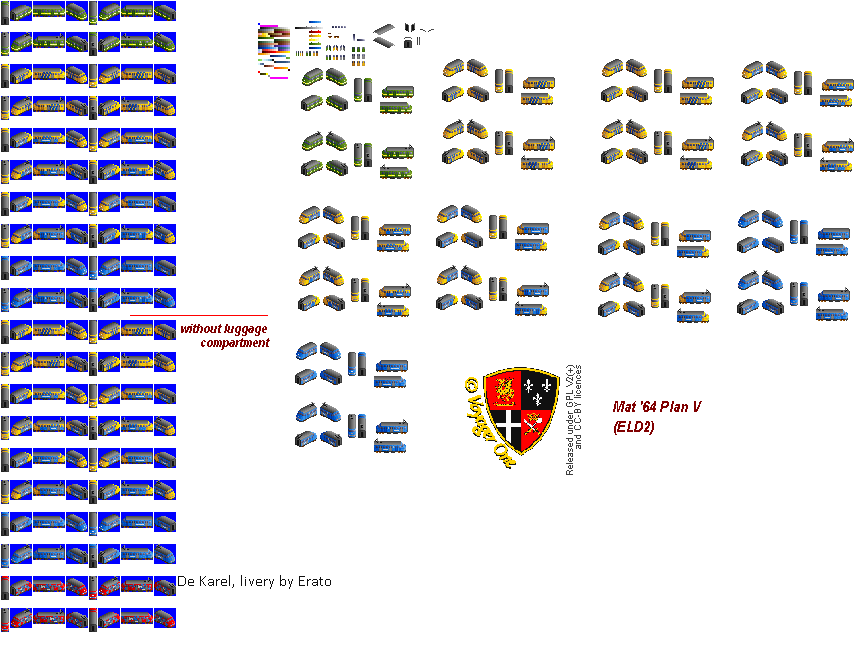 without luggage
compartment
© Voyager One
Released under GPL V2(+)
and CC-BY licences
Mat '64 Plan V
(ELD2)
De Karel, livery by Erato